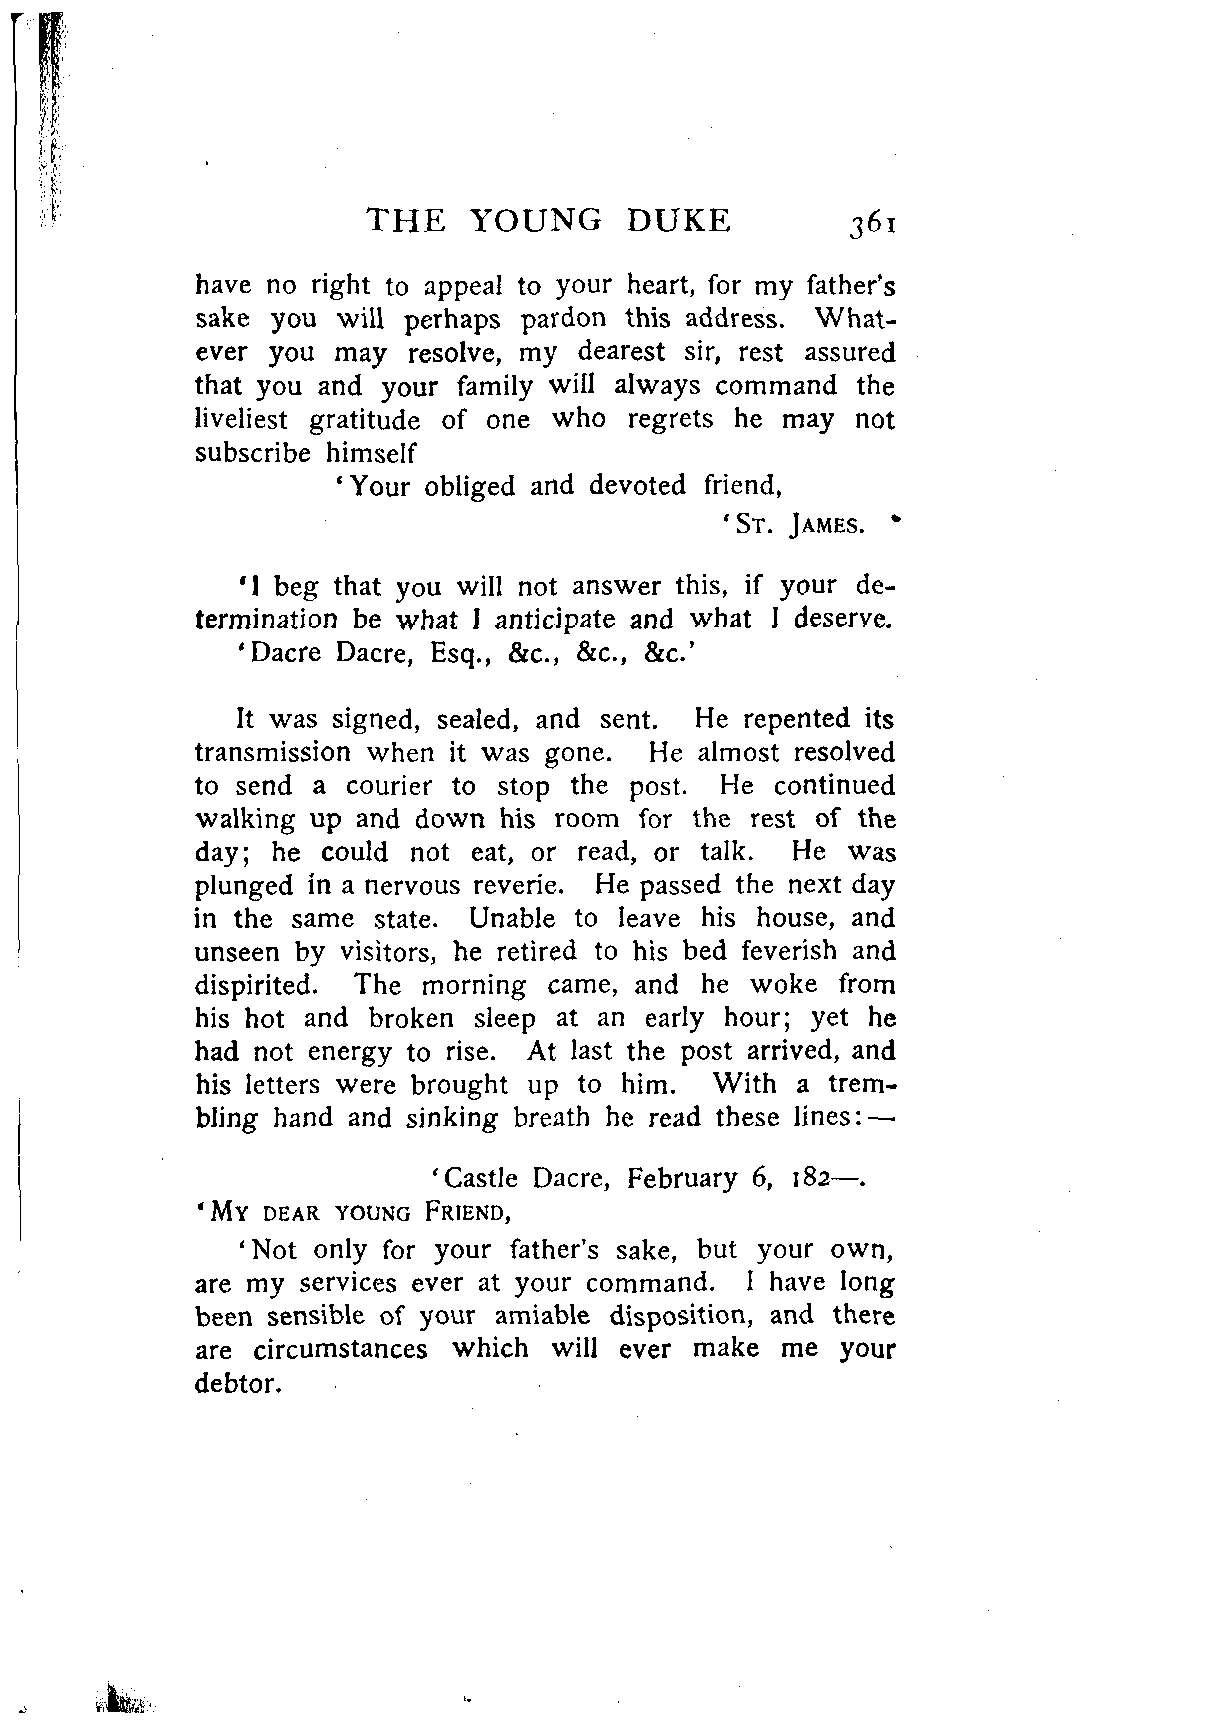 THE YOUNG DUKE 361
have no right to appeal to your heart, for my father's
sake you will perhaps pardon this address. What-
ever you may resolve, my dearest sir, rest assured
that you and your family will always command the
liveliest gratitude of one who regrets he may not
subscribe himself
'Your obliged and devoted friend,
'ST. JAMES.
'I beg that you will not answer this, if your de-
termination be what I anticipate and what I deserve.
'Dacre Dacre, Esq., &c., &c., &c.'
It was signed, sealed, and sent. He repented its
transmission when it was gone. He almost resolved
to send a courier to stop the post. He continued
walking up and down his room for the rest of the
day; he could not eat, or read, or talk. He was
plunged in a nervous reverie. He passed the next day
in the same state. Unable to leave his house, and
unseen by visitors, he retired to his bed feverish and
dispirited. The morning came, and he woke from
his hot and broken sleep at an early hour; yet he
had not energy to rise. At last the post arrived, and
his letters were brought up to him. With a trem-
bling hand and sinking breath he read these lines:—
'Castle Dacre, February 6, 182—.
'MY DEAR YOUNG FRIEND,
'Not only for your father's sake, but your own,
are my services ever at your command. I have long
been sensible of your amiable disposition, and there
are circumstances which will ever make me your
debtor.